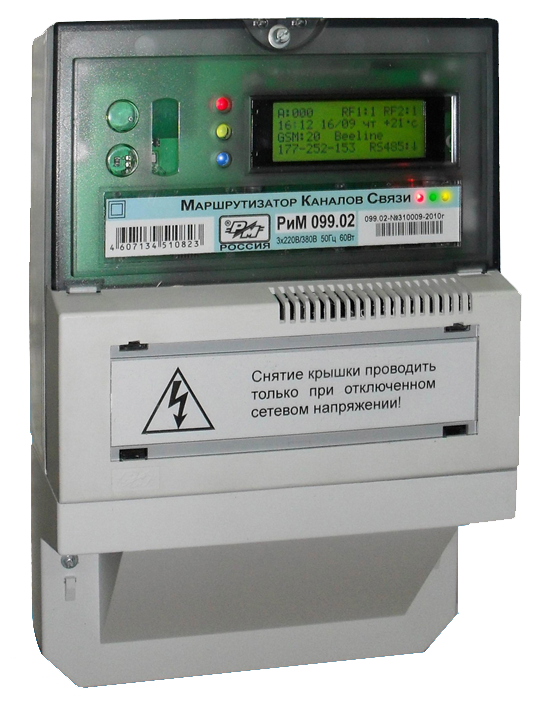 A:000 RF1:1 RF2:1
16:12 16/09 чт +21°c
GSM:20 Beeline
177-252-153 RS485:↓
Маршрутизатор Каналов Связи
4 607134 510823
РиМ
РОССИЯ
РиМ 099.02
3х220В/380В 50Гц 60Вт
099.02-№310009-2010г
Снятие крышки проводить
только при отключенном
сетевом напряжении!